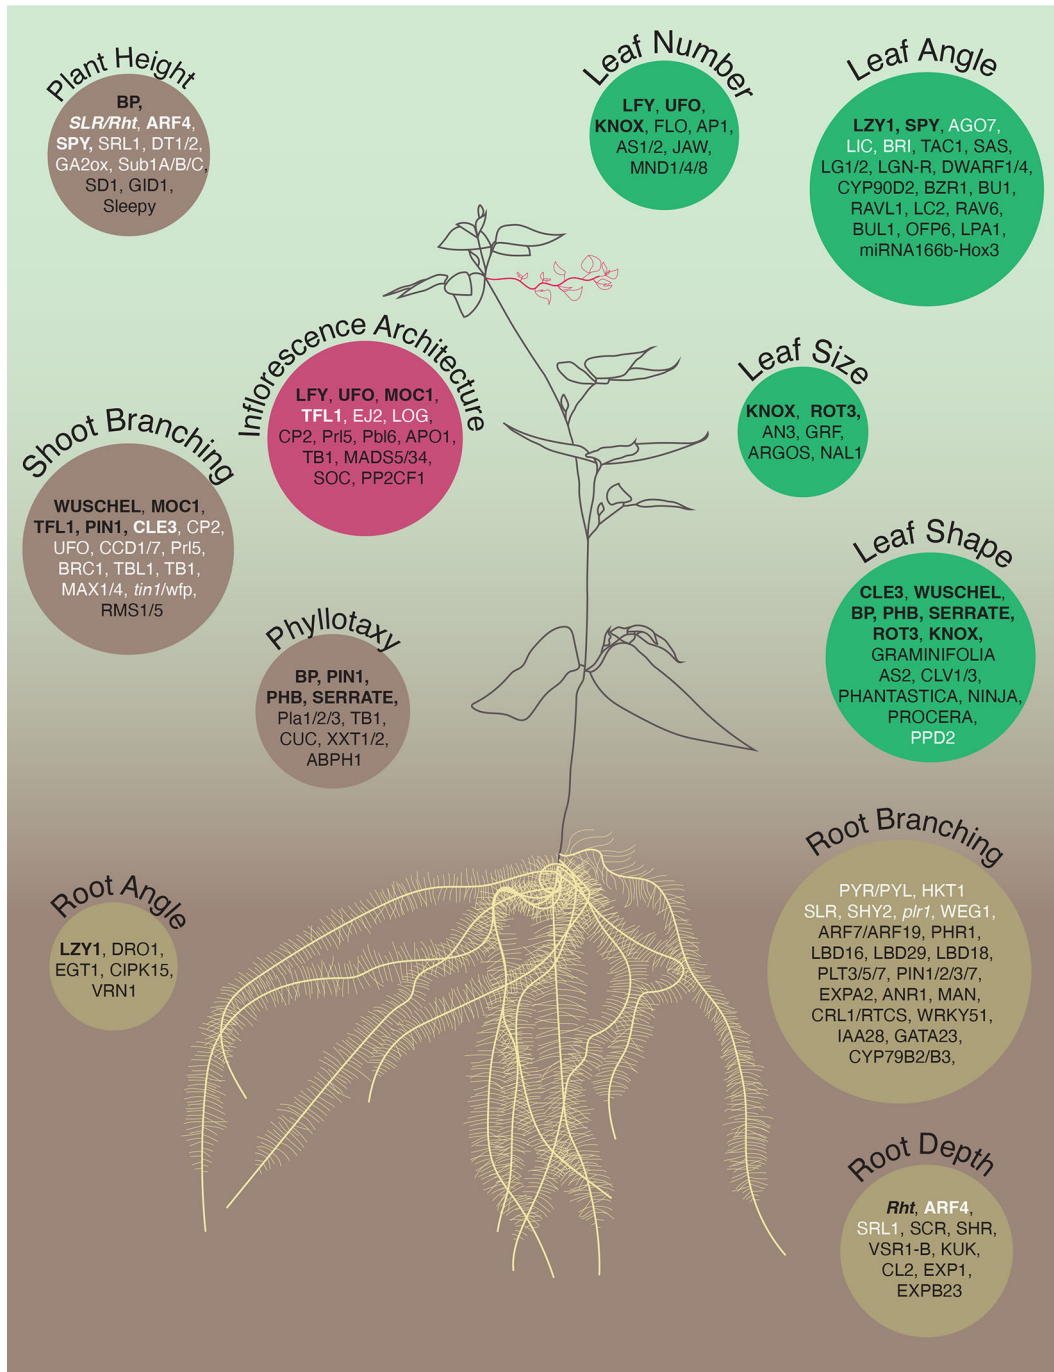 Plant Height
BP,
SLR/Rht, ARF4,
SPY, SRL1, DT1/2,
GA2ox, Sub1A/B/C,
SD1, GID1,
Sleepy
Leaf Number
LFY, UFO,
KNOX, FLO, AP1,
AS1/2, JAW,
MND1/4/8
Leaf Angle
LZY1, SPY, AGO7,
LIC, BRI, TAC1, SAS,
LG1/2, LGN-R, DWARF1/4,
CYP90D2, BZR1, BU1,
RAVL1, LC2, RAV6,
BUL1, OFP6, LPA1,
miRNA166b-Hox3
Inflorescence Architecture
LFY, UFO, MOC1,
TFL1, EJ2, LOG,
CP2, Prl5, Pbl6, APO1,
TB1, MADS5/34,
SOC, PP2CF1
Leaf Size
KNOX, ROT3,
AN3, GRF,
ARGOS, NAL1
Shoot Branching
WUSCHEL, MOC1,
TFL1, PIN1, CLE3, CP2,
UFO, CCD1/7, Prl5,
BRC1, TBL1, TB1,
MAX1/4, tin1/wfp,
RMS1/5
Leaf Shape
CLE3, WUSCHEL,
BP, PHB, SERRATE,
ROT3, KNOX,
GRAMINIFOLIA
AS2, CLV1/3,
PHANTASTICA, NINJA,
PROCERA,
PPD2
Phyllotaxy
BP, PIN1,
PHB, SERRATE,
Pla1/2/3, TB1,
CUC, XXT1/2,
ABPH1
Root Branching
PYR/PYL, HKT1
SLR, SHY2, plr1, WEG1,
ARF7/ARF19, PHR1,
LBD16, LBD29, LBD18,
PLT3/5/7, PIN1/2/3/7,
EXPA2, ANR1, MAN,
CRL1/RTCS, WRKY51,
IAA28, GATA23,
CYP79B2/B3,
Root Angle
LZY1, DRO1,
EGT1, CIPK15,
VRN1
Root Depth
Rht, ARF4,
SRL1, SCR, SHR,
VSR1-B, KUK,
CL2, EXP1,
EXPB23